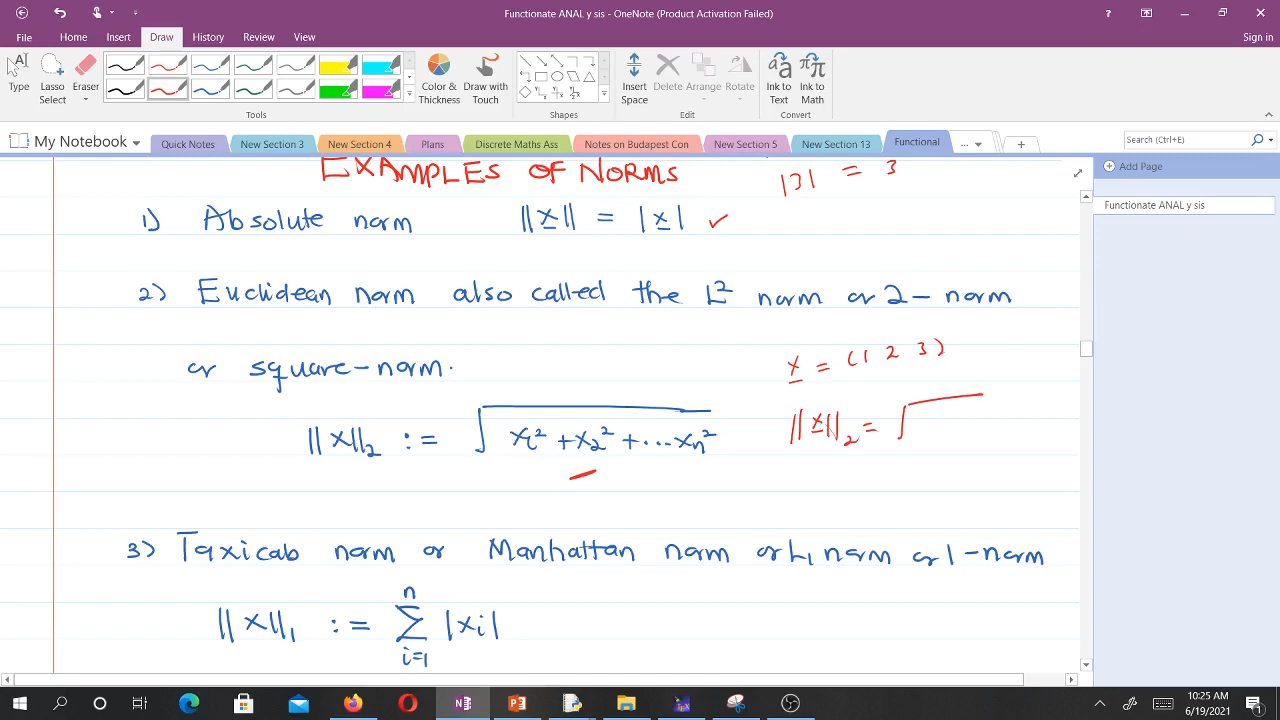 Functionate ANAL y sis - OneNote (Product Activation Failed)
File Home Insert Draw History Review View Sign in
Type Lasso Select Eraser Color & Thickness Draw with Touch Insert Space Delete Arrange Rotate Ink to Text Ink to Math
Tools Shapes Edit Convert
My Notebook Quick Notes New Section 3 New Section 4 Plans Discrete Maths Ass Notes on Budapest Con New Section 5 New Section 13 Functional ... Search (Ctrl+E)
Add Page
Functionate ANAL y sis
EXAMPLES OF NORMS
|3| = 3
1) Absolute norm ||x|| = |x| ✓
2) Euclidean norm also called the L² norm or 2-norm
or square-norm.
x = (1 2 3)
||x||₂ := √x₁² + x₂² + ... xₙ²
||x||₂ = √
3) Taxicab norm or Manhattan norm or L₁ norm or 1-norm
||x||₁ := n ∑ i=1 |xi|
10:25 AM
6/19/2021